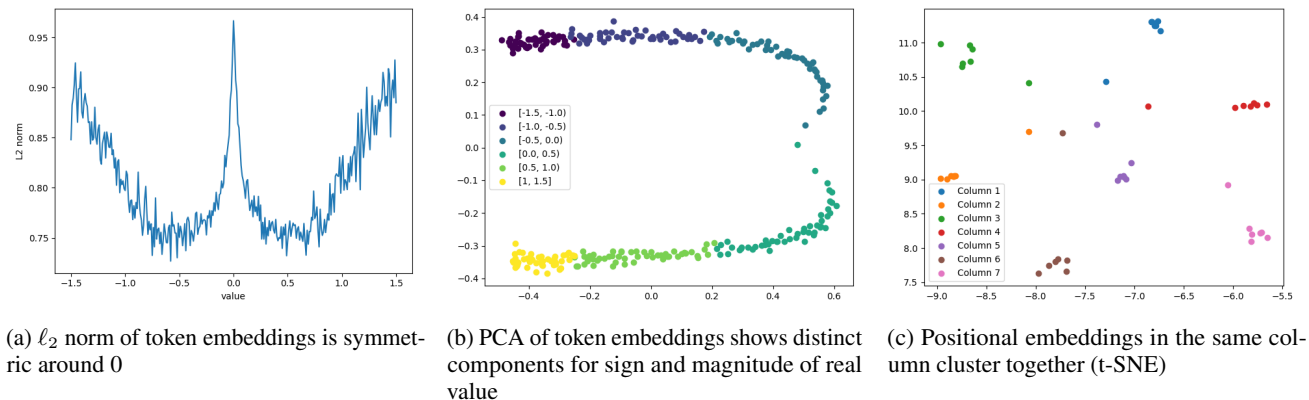 0.95
0.90
0.85
0.80
0.75
L2 norm
−1.5 −1.0 −0.5 0.0 0.5 1.0 1.5
value
0.4
0.3
0.2
0.1
0.0
−0.1
−0.2
−0.3
−0.4
[-1.5, -1.0)
[-1.0, -0.5)
[-0.5, 0.0)
[0.0, 0.5)
[0.5, 1.0)
[1, 1.5]
−0.4 −0.2 0.0 0.2 0.4 0.6
11.0
10.5
10.0
9.5
9.0
8.5
8.0
7.5
Column 1
Column 2
Column 3
Column 4
Column 5
Column 6
Column 7
−9.0 −8.5 −8.0 −7.5 −7.0 −6.5 −6.0 −5.5
(a) ℓ2 norm of token embeddings is symmet-
ric around 0
(b) PCA of token embeddings shows distinct
components for sign and magnitude of real
value
(c) Positional embeddings in the same col-
umn cluster together (t-SNE)